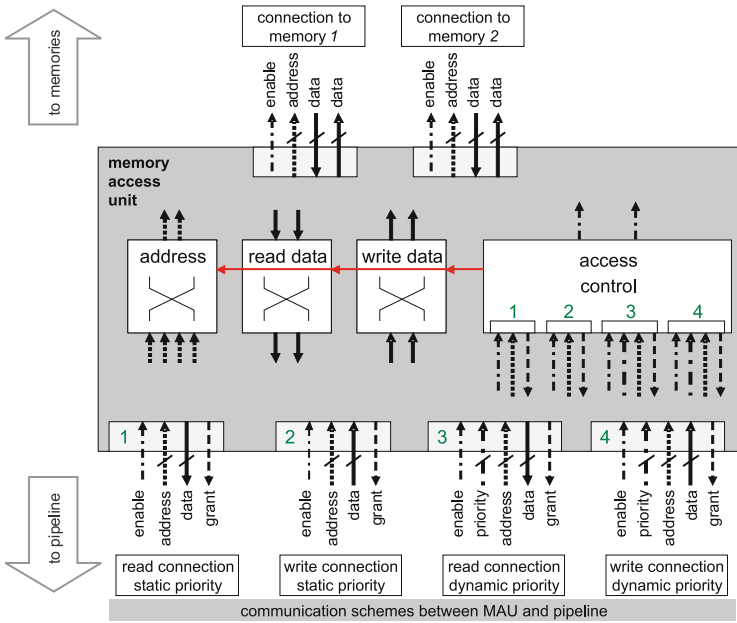 to memories
connection to
memory 1
connection to
memory 2
enable
address
data
data
enable
address
data
data
memory
access
unit
address
read data
write data
access
control
1
2
3
4
1
2
3
4
enable
address
data
grant
enable
address
data
grant
enable
priority
address
data
grant
enable
priority
address
data
grant
to pipeline
read connection
static priority
write connection
static priority
read connection
dynamic priority
write connection
dynamic priority
communication schemes between MAU and pipeline